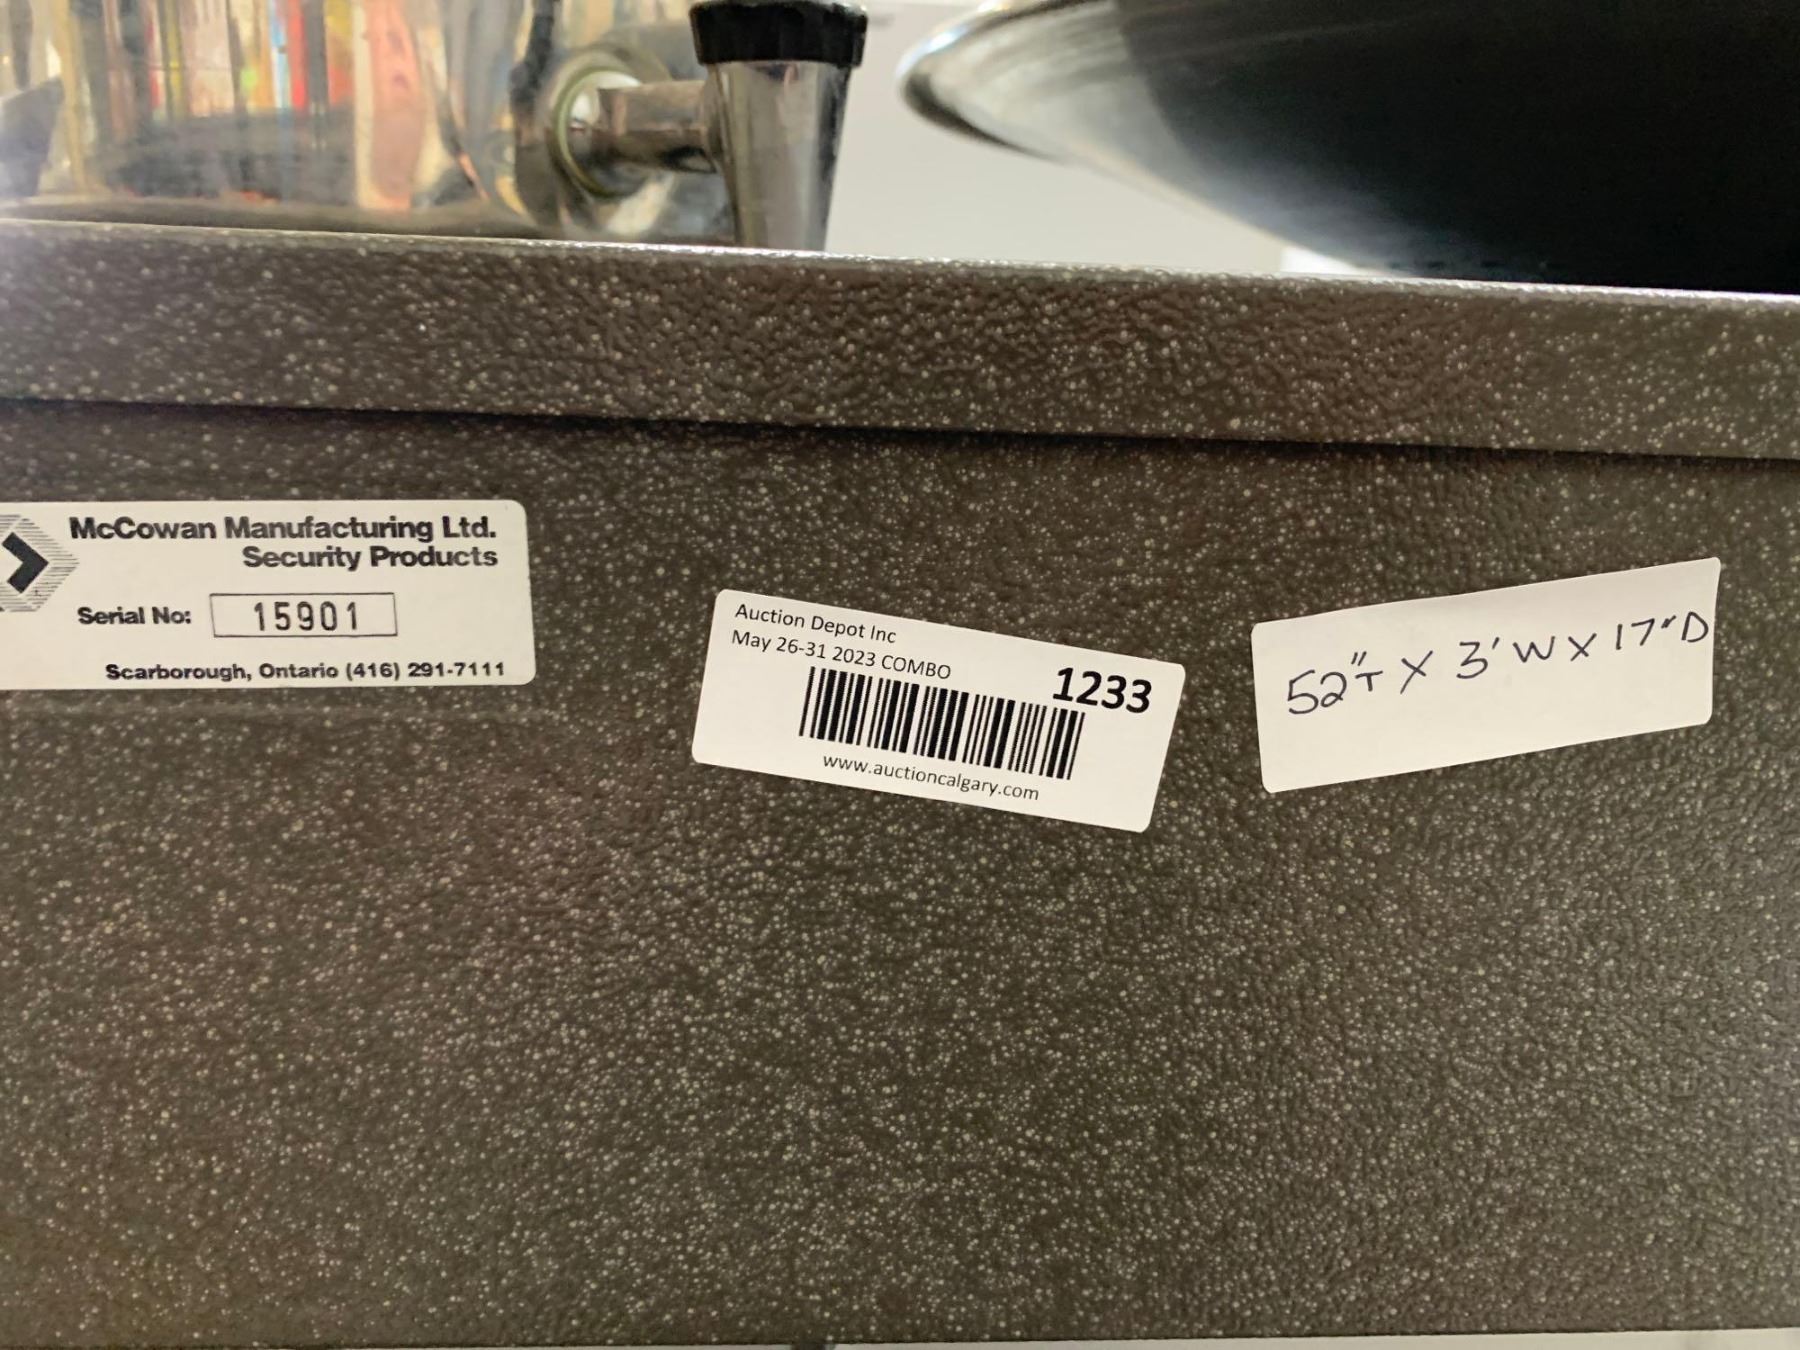 McCowan Manufacturing Ltd.
Security Products
Serial No: 15901
Scarborough, Ontario (416) 291-7111
Auction Depot Inc
May 26-31 2023 COMBO
1233
www.auctioncalgary.com
52"T X 3'W X 17"D